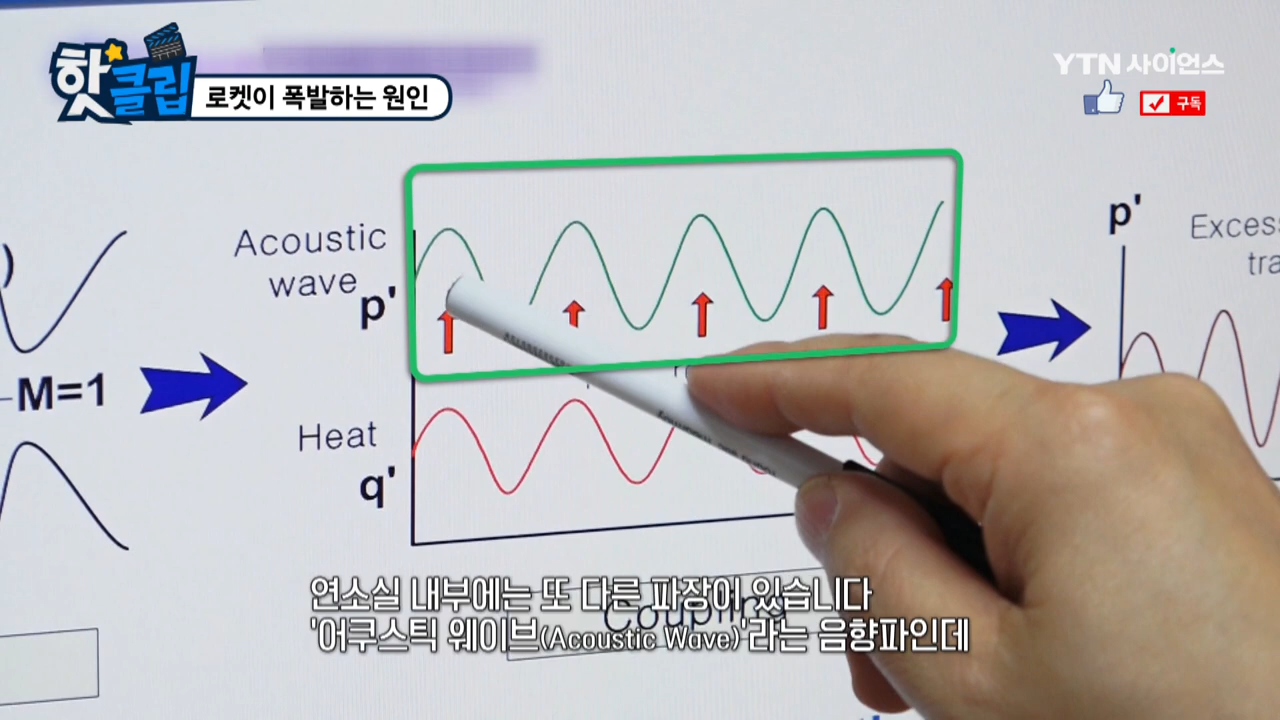 핫클립
로켓이 폭발하는 원인
YTN 사이언스
구독
Acoustic
wave
p'
p'
M=1
Heat
q'
Coupling
연소실 내부에는 또 다른 파장이 있습니다
'어쿠스틱 웨이브(Acoustic Wave)'라는 음향파인데